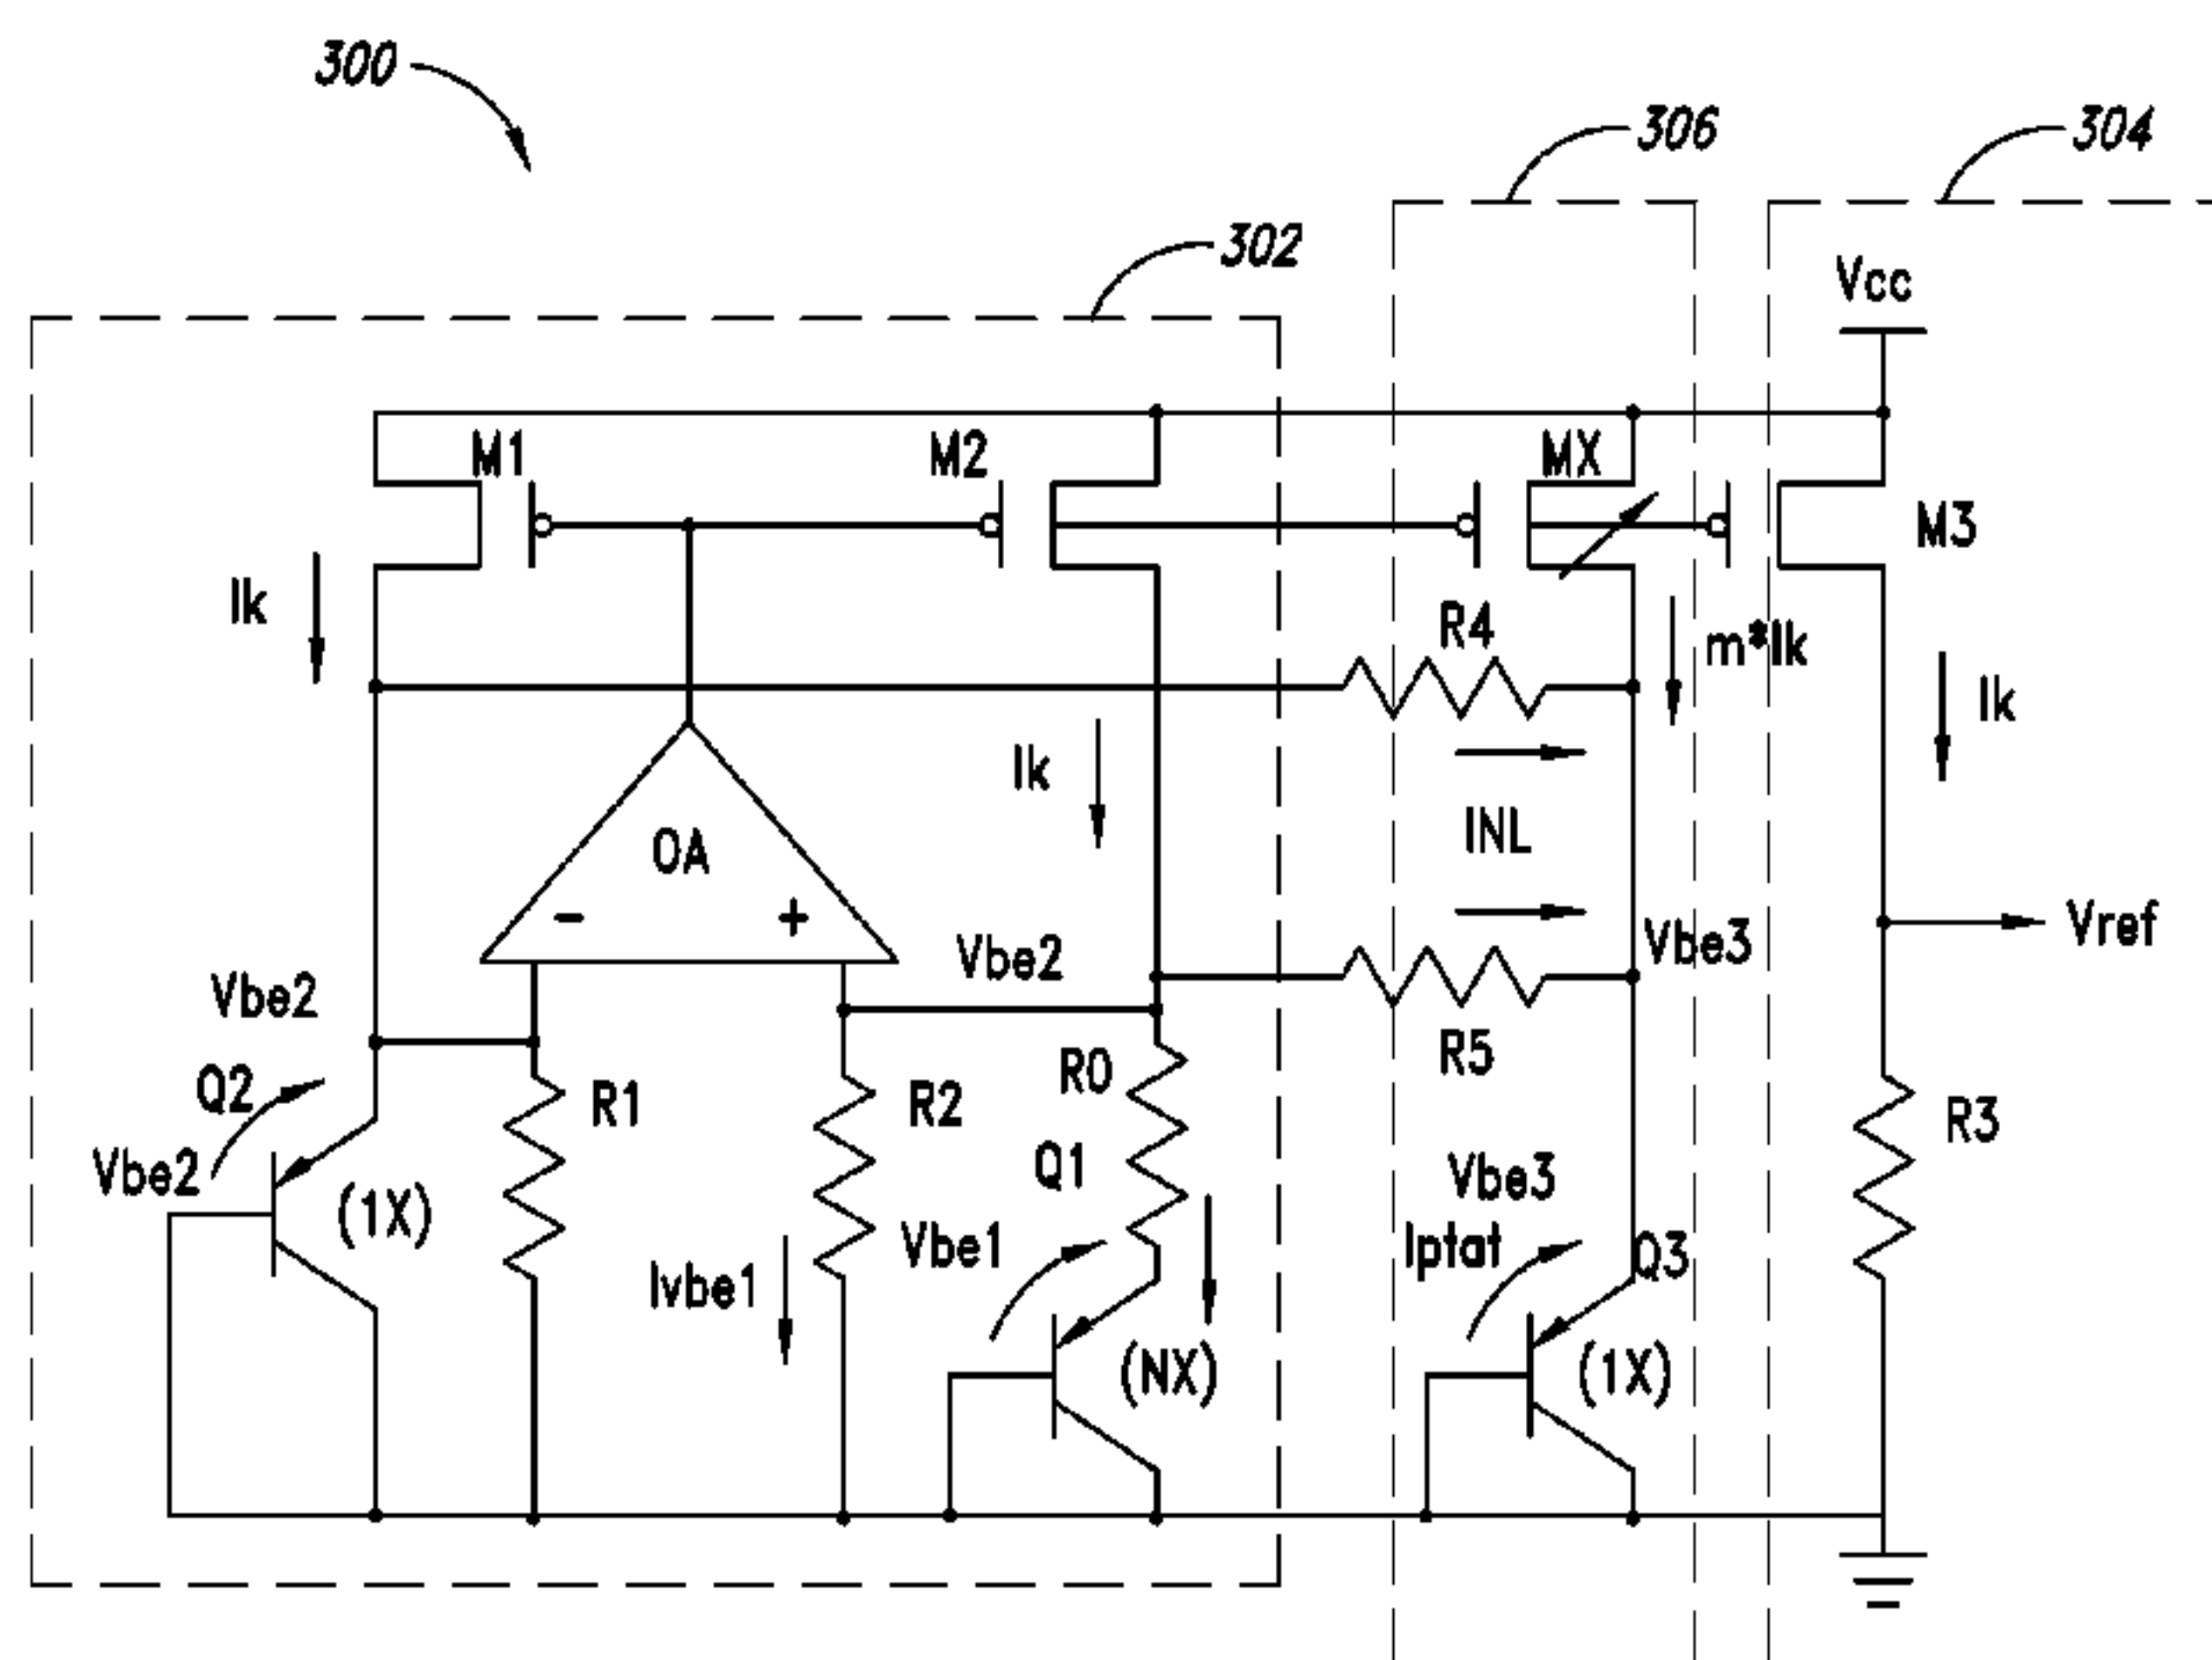 300
306
304
302
Vcc
M1
M2
MX
M3
Ik
R4
m*Ik
Ik
Ik
INL
OA
- +
Vbe2
Vbe3
Vref
Vbe2
R5
R0
Q2
R1
R2
R3
Q1
Vbe2
Vbe3
(1X)
Vbe1
Iptat
Q3
Ivbe1
(NX)
(1X)